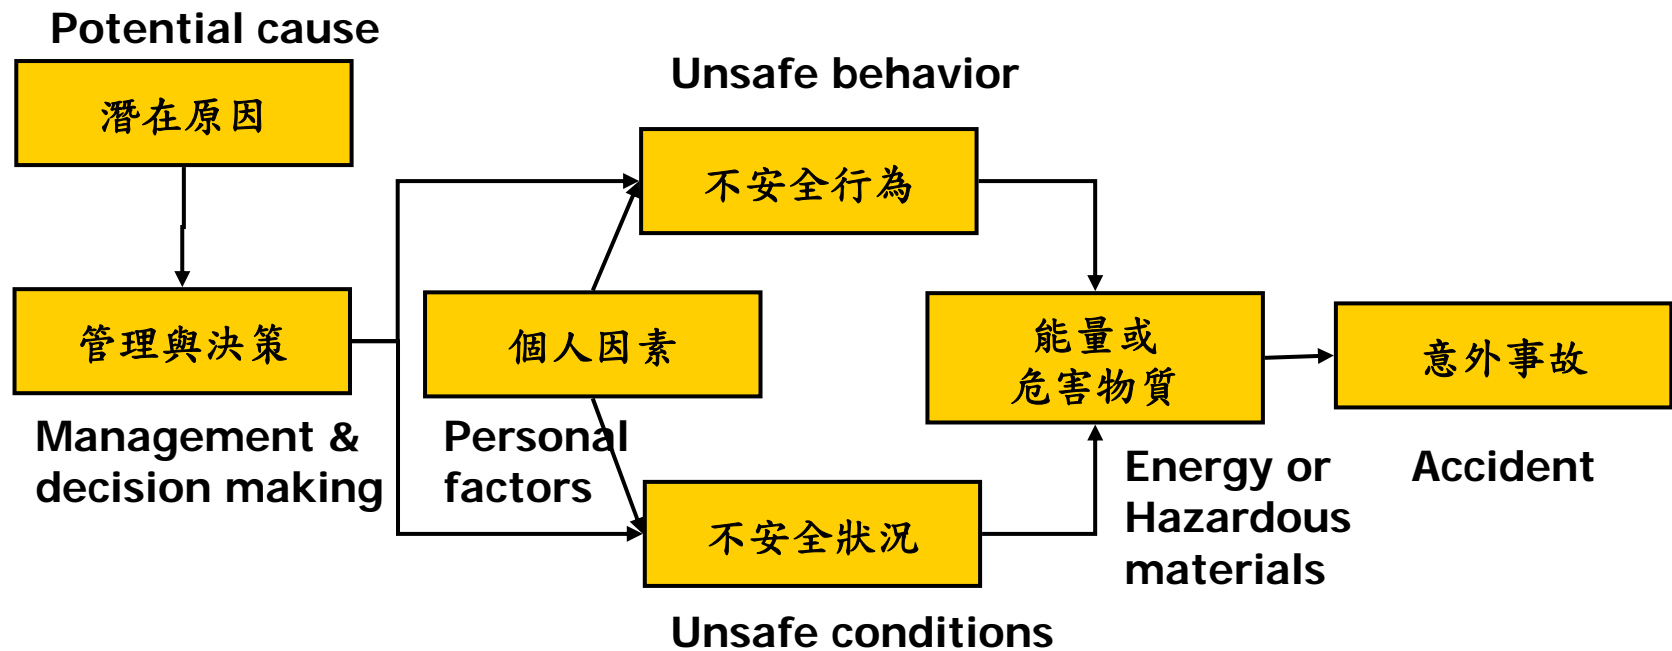 Potential cause
潛在原因
Unsafe behavior
不安全行為
管理與決策
Management &
decision making
個人因素
Personal
factors
能量或
危害物質
Energy or
Hazardous
materials
意外事故
Accident
不安全狀況
Unsafe conditions